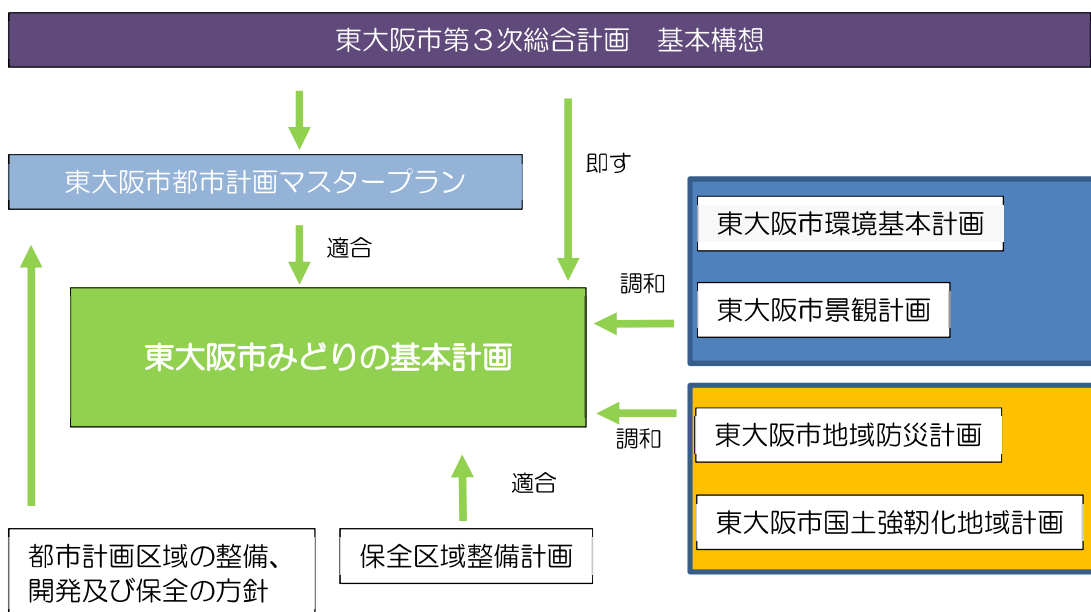 東大阪市第３次総合計画　基本構想
即す
東大阪市都市計画マスタープラン
適合
東大阪市環境基本計画
調和
東大阪市景観計画
東大阪市みどりの基本計画
調和
東大阪市地域防災計画
適合
東大阪市国土強靭化地域計画
都市計画区域の整備、
開発及び保全の方針
保全区域整備計画